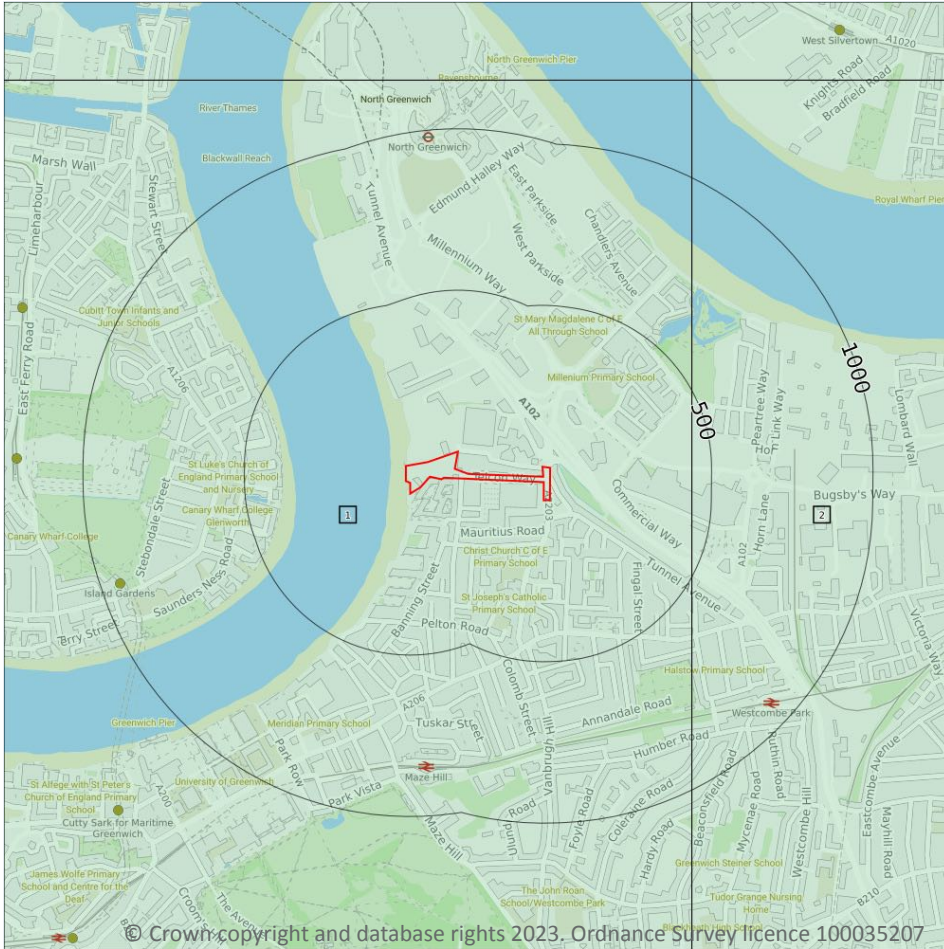 West Silvertown
A1020
Knights Road
Bradfield Road
North Greenwich Pier
Ravensbourne
North Greenwich
River Thames
North Greenwich
Marsh Wall
Blackwall Reach
Limeharbour
Stewart Street
Edmund Halley Way
East Parkside
Tunnel Avenue
Royal Wharf Pier
Chandlers Avenue
West Parkside
Millennium Way
Cubitt Town Infants and
Junior Schools
St Mary Magdalene C of E
All Through School
East Ferry Road
A1206
1000
Millenium Primary School
Peartree Way
Horn Link Way
Lombard Wall
A102
500
St Luke's Church of
England Primary School
and Nursery
Canary Wharf College
Glenworth
Bugsby's Way
1
2
Stebondale Street
Commercial Way
Canary Wharf College
Mauritius Road
Horn Lane
A102
Christ Church C of E
Primary School
Saunders Ness Road
Island Gardens
Banning Street
Fingal Street
Tunnel Avenue
St Joseph's Catholic
Primary School
Ferry Street
Pelton Road
Victoria Way
Halstow Primary School
Colomb Street
A206
Annandale Road
Westcombe Park
Greenwich Pier
Meridian Primary School
Tuskar Street
Vanbrugh Hill
Humber Road
Park Row
Maze Hill
Ruthin Road
University of Greenwich
Park Vista
St Alfege with St Peter's
Church of England Primary
School
A200
Cutty Sark for Maritime
Greenwich
Maze Hill
Road
Foyle Road
Coleraine Road
Beaconsfield Road
Mycenae Road
Westcombe Hill
Eastcombe Avenue
Mayhill Road
Hardy Road
Greenwich Steiner School
James Wolfe Primary
School and Centre for the
Deaf
The Avenue
The John Roan
School/Westcombe Park
Tudor Grange Nursing
Home
B210
Blackheath High School
© Crown copyright and database rights 2023. Ordnance Survey licence 100035207